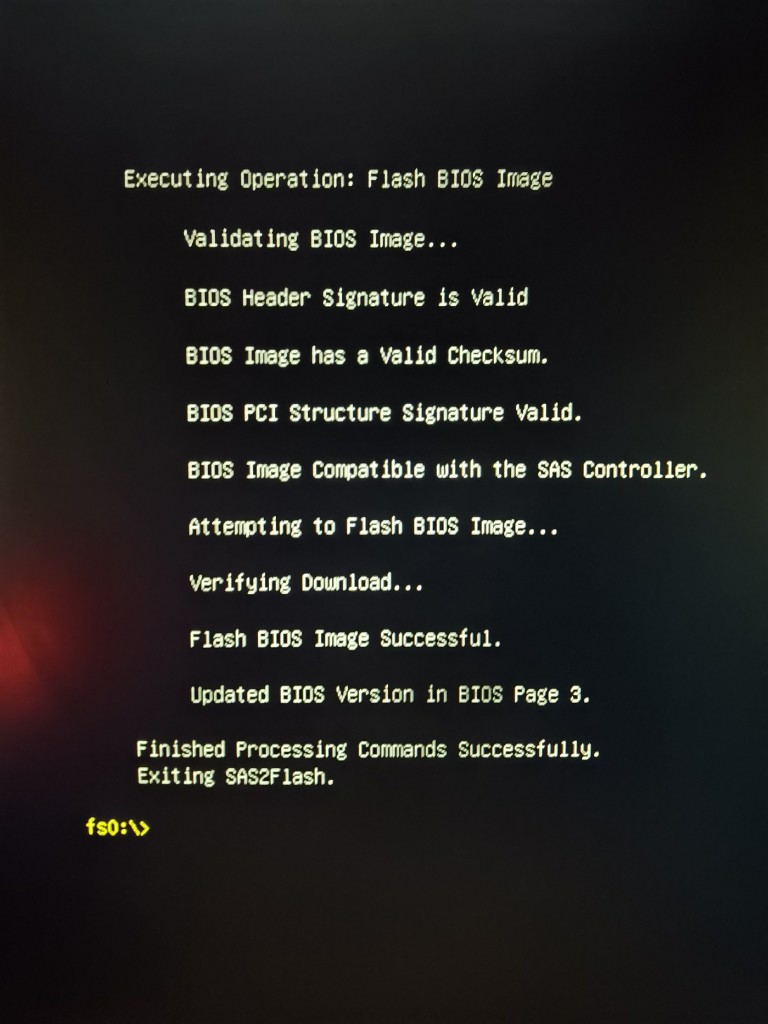 Executing Operation: Flash BIOS Image
Validating BIOS Image...
BIOS Header Signature is Valid
BIOS Image has a Valid Checksum.
BIOS PCI Structure Signature Valid.
BIOS Image Compatible with the SAS Controller.
Attempting to Flash BIOS Image...
Verifying Download...
Flash BIOS Image Successful.
Updated BIOS Version in BIOS Page 3.
Finished Processing Commands Successfully.
Exiting SAS2Flash.
fs0:\>